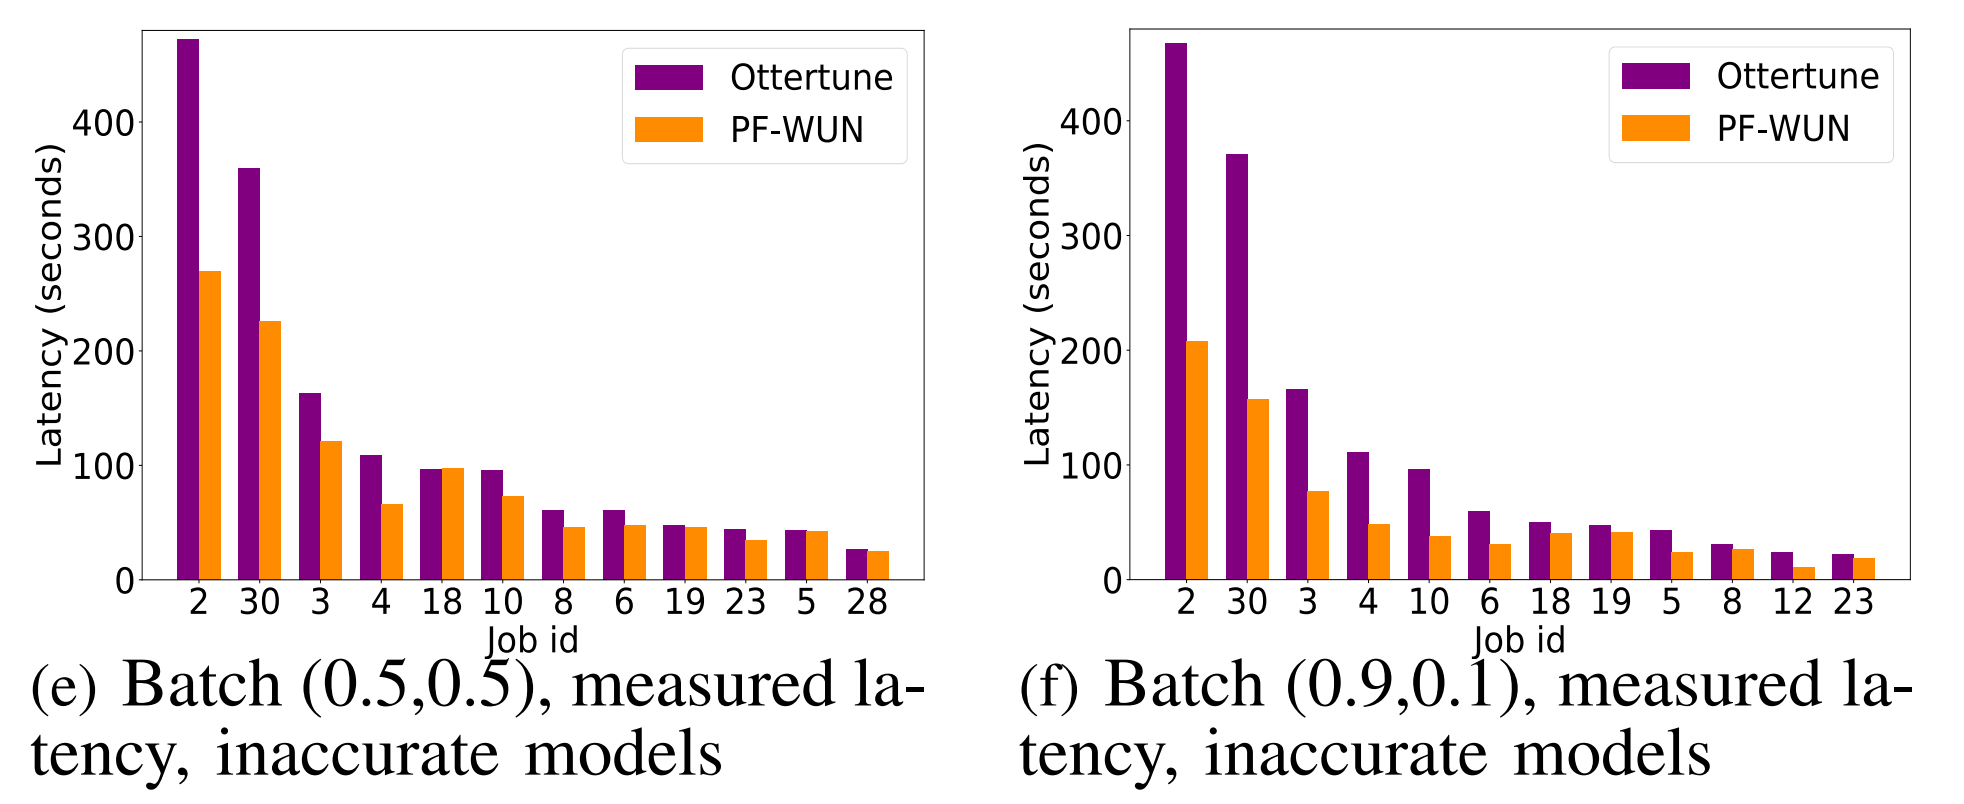 Ottertune
PF-WUN
400
300
200
100
0
Latency (seconds)
2 30 3 4 18 10 8 6 19 23 5 28
Job id
(e) Batch (0.5,0.5), measured la-
tency, inaccurate models
Ottertune
PF-WUN
400
300
200
100
0
Latency (seconds)
2 30 3 4 10 6 18 19 5 8 12 23
Job id
(f) Batch (0.9,0.1), measured la-
tency, inaccurate models